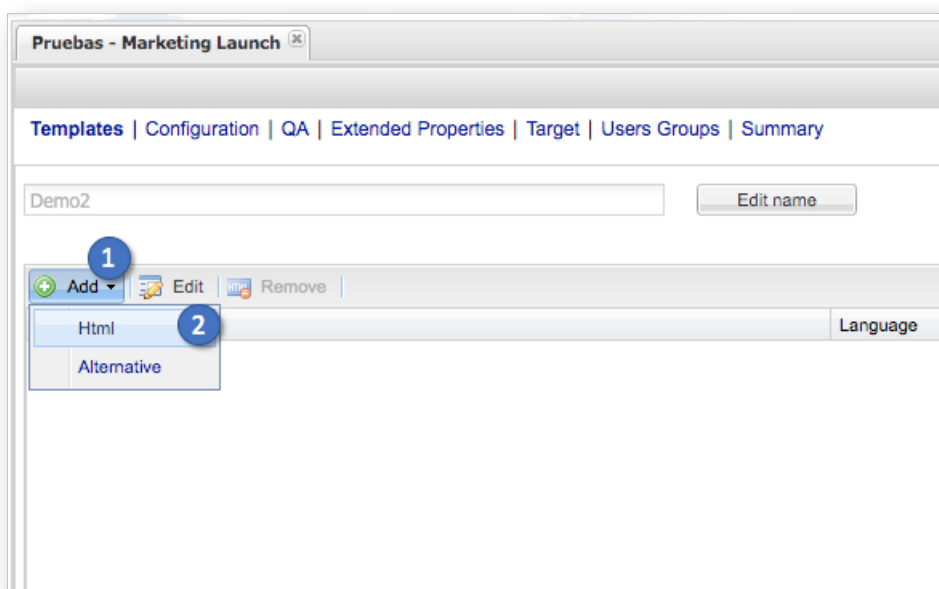 Pruebas - Marketing Launch
Templates | Configuration | QA | Extended Properties | Target | Users Groups | Summary
Demo2 Edit name
1
Add Edit Remove
Html 2 Language
Alternative